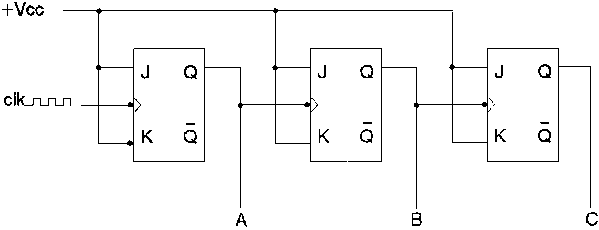 +Vcc
J Q J Q J Q
clk
K Q̅ K Q̅ K Q̅
A B C